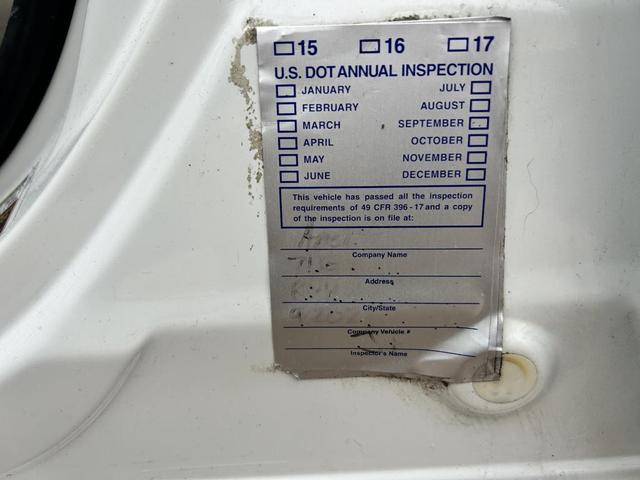 15 16 17
U.S. DOT ANNUAL INSPECTION
JANUARY JULY
FEBRUARY AUGUST
MARCH SEPTEMBER
APRIL OCTOBER
MAY NOVEMBER
JUNE DECEMBER
This vehicle has passed all the inspection
requirements of 49 CFR 396-17 and a copy
of the inspection is on file at:
Company Name
Address
City/State
Company Vehicle #
Inspector's Name